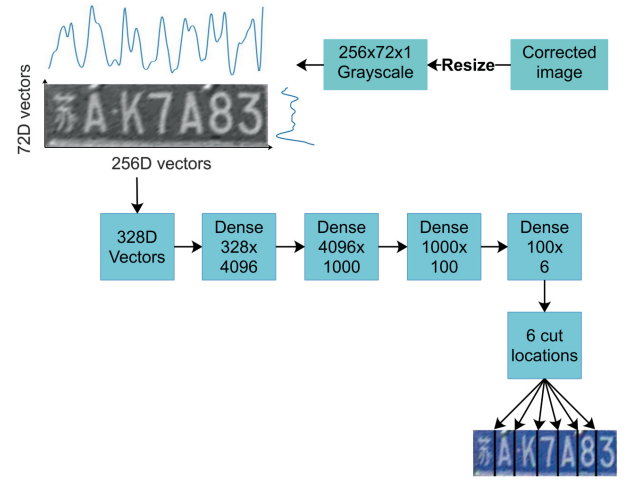 256x72x1
Grayscale
Resize
Corrected
image
72D vectors
苏A·K7A83
256D vectors
328D
Vectors
Dense
328x
4096
Dense
4096x
1000
Dense
1000x
100
Dense
100x
6
6 cut
locations
苏A·K7A83